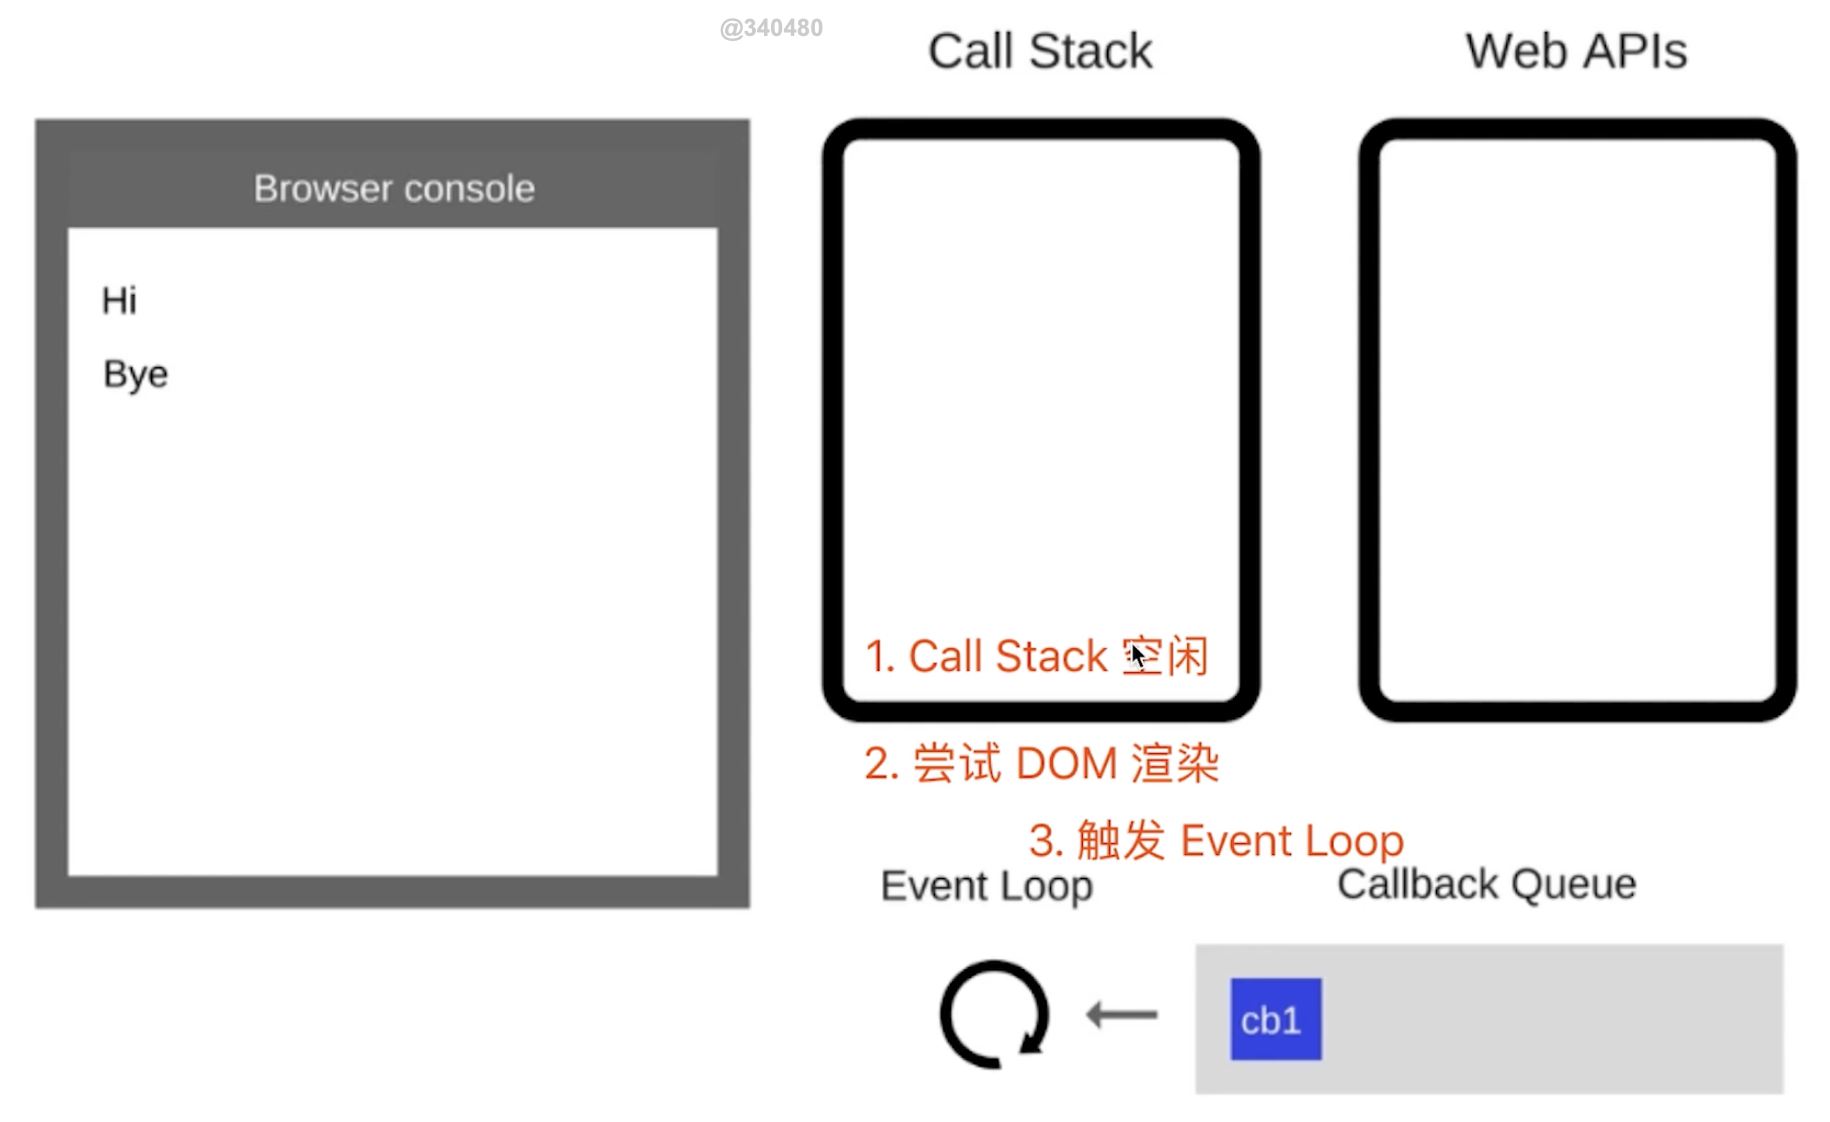 @340480
Call Stack
Web APIs
Browser console
Hi
Bye
1. Call Stack 空闲
2. 尝试 DOM 渲染
3. 触发 Event Loop
Event Loop
Callback Queue
cb1